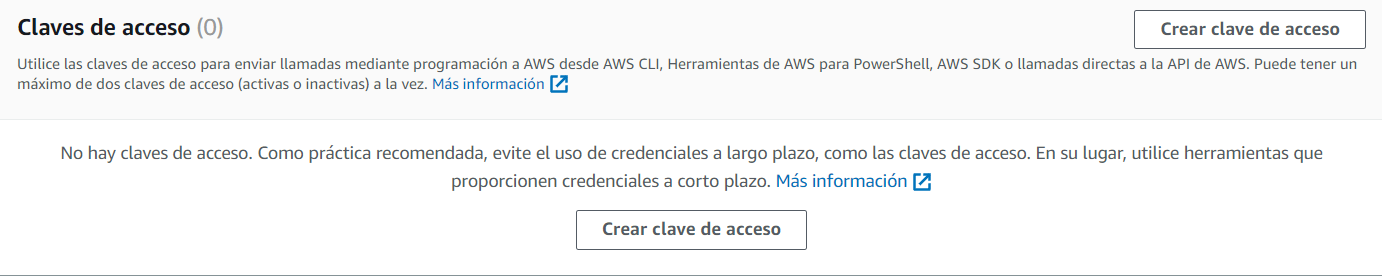 Claves de acceso (0)
Crear clave de acceso
Utilice las claves de acceso para enviar llamadas mediante programación a AWS desde AWS CLI, Herramientas de AWS para PowerShell, AWS SDK o llamadas directas a la API de AWS. Puede tener un
máximo de dos claves de acceso (activas o inactivas) a la vez. Más información
No hay claves de acceso. Como práctica recomendada, evite el uso de credenciales a largo plazo, como las claves de acceso. En su lugar, utilice herramientas que
proporcionen credenciales a corto plazo. Más información
Crear clave de acceso